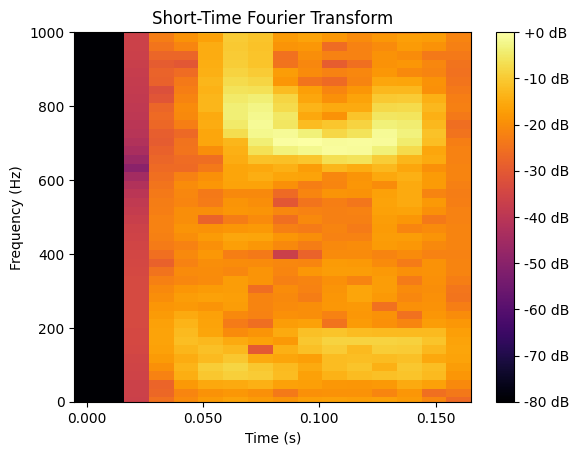 Short-Time Fourier Transform
1000
800
600
400
200
0
Frequency (Hz)
0.000
0.050
0.100
0.150
Time (s)
+0 dB
-10 dB
-20 dB
-30 dB
-40 dB
-50 dB
-60 dB
-70 dB
-80 dB